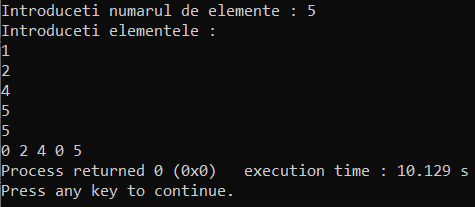 Introduceti numarul de elemente : 5
Introduceti elementele :
1
2
4
5
5
0 2 4 0 5
Process returned 0 (0x0)   execution time : 10.129 s
Press any key to continue.